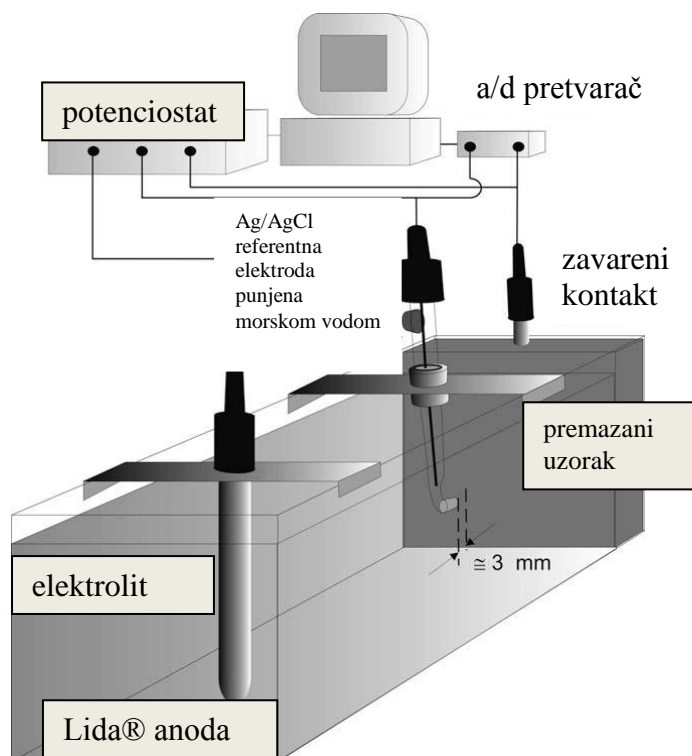 potenciostat
a/d pretvarač
Ag/AgCl
referentna
elektroda
punjena
morskom vodom
zavareni
kontakt
premazani
uzorak
≅ 3 mm
elektrolit
Lida® anoda